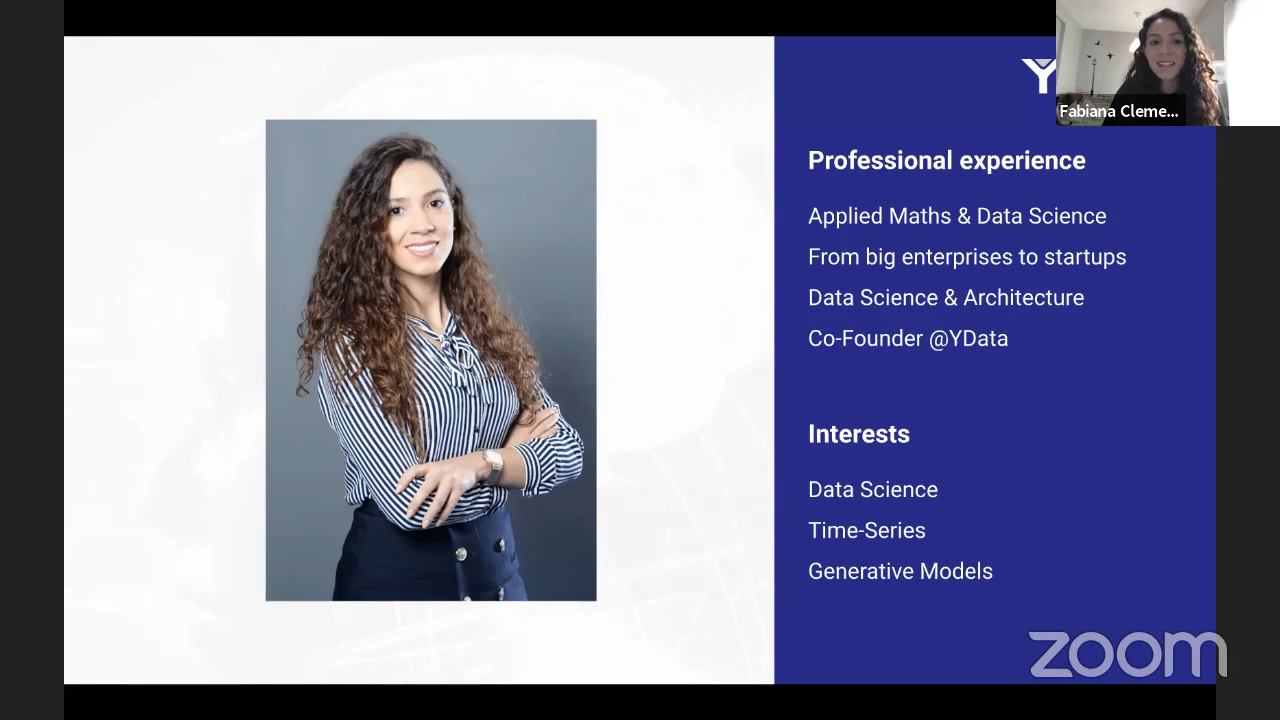 Y
Fabiana Cleme...
Professional experience
Applied Maths & Data Science
From big enterprises to startups
Data Science & Architecture
Co-Founder @YData
Interests
Data Science
Time-Series
Generative Models
zoom